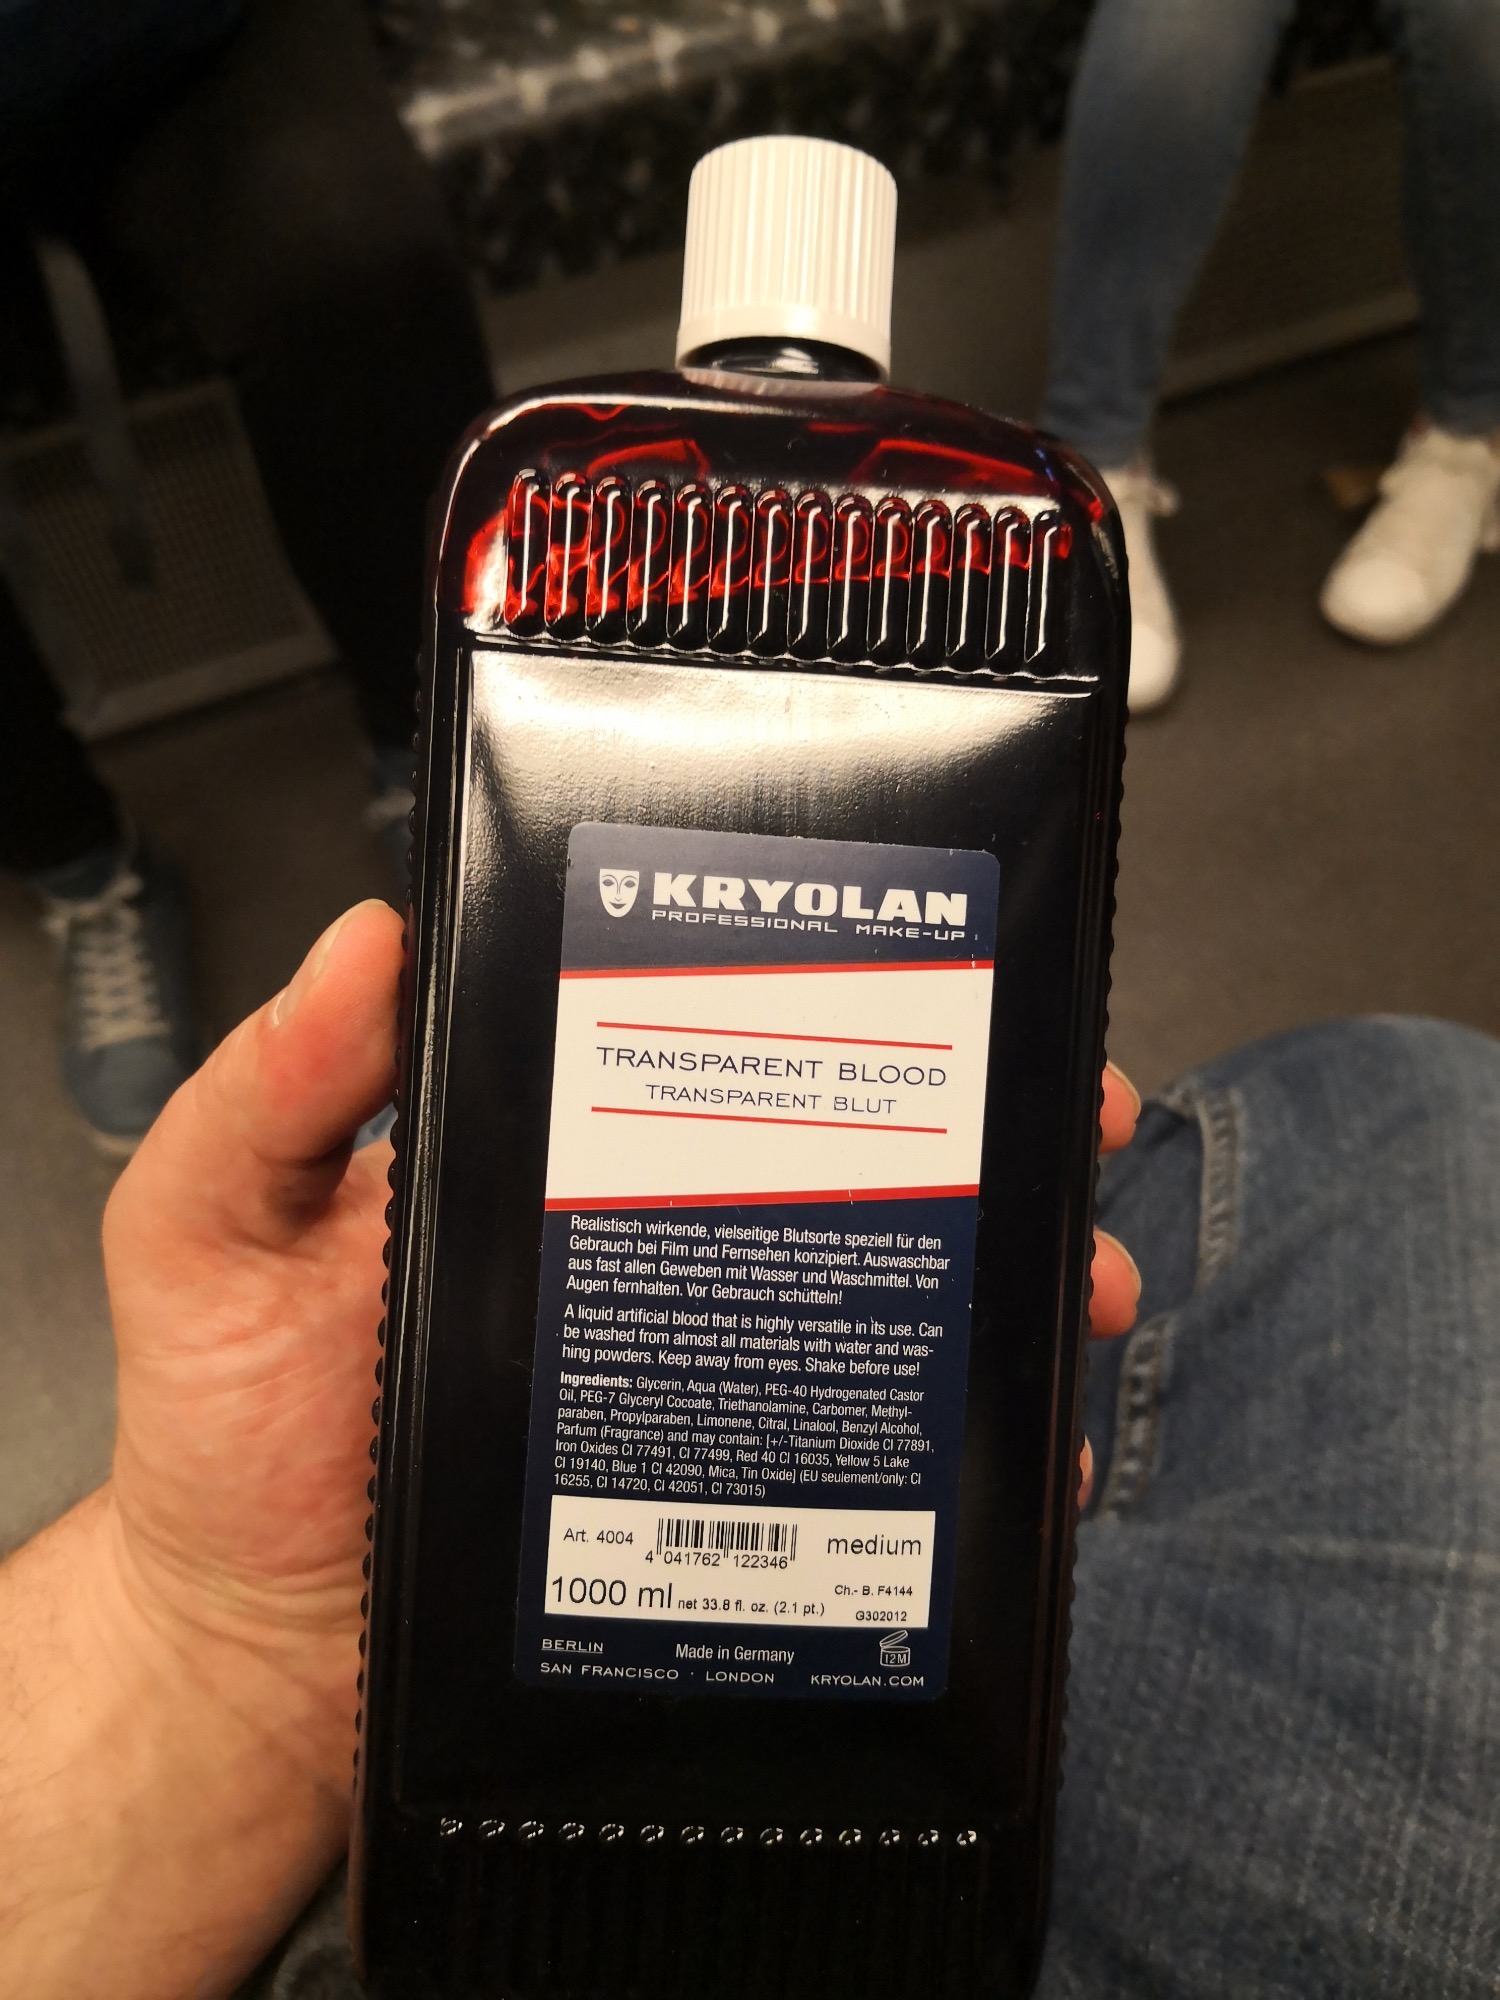 KRYOLAN
PROFESSIONAL MAKE-UP
TRANSPARENT BLOOD
TRANSPARENT BLUT
Realistisch wirkende, vielseitige Blutsorte speziell für den
Gebrauch bei Film und Fernsehen konzipiert. Auswaschbar
aus fast allen Geweben mit Wasser und Waschmittel. Von
Augen fernhalten. Vor Gebrauch schütteln!
A liquid artificial blood that is highly versatile in its use. Can
be washed from almost all materials with water and was-
hing powders. Keep away from eyes. Shake before use!
Ingredients: Glycerin, Aqua (Water), PEG-40 Hydrogenated Castor
Oil, PEG-7 Glyceryl Cocoate, Triethanolamine, Carbomer, Methyl-
paraben, Propylparaben, Limonene, Citral, Linalool, Benzyl Alcohol,
Parfum (Fragrance) and may contain: [+/-Titanium Dioxide CI 77891,
Iron Oxides CI 77491, CI 77499, Red 40 CI 16035, Yellow 5 Lake
CI 19140, Blue 1 CI 42090, Mica, Tin Oxide] (EU seulement/only: CI
16255, CI 14720, CI 42051, CI 73015)
Art. 4004
4 041762 122346
medium
1000 ml net 33.8 fl. oz. (2.1 pt.)
Ch.- B. F4144
G302012
BERLIN
Made in Germany
12M
SAN FRANCISCO · LONDON
KRYOLAN.COM